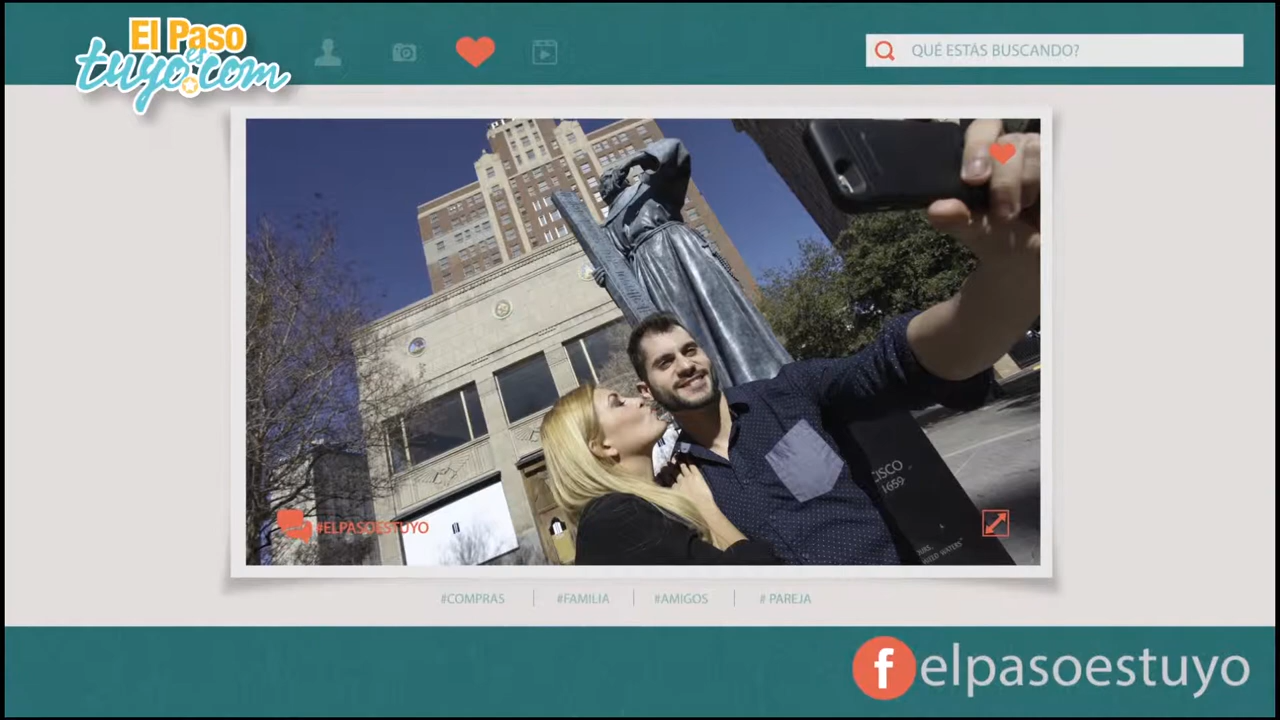 El Paso
es
tuyo.com
QUÉ ESTÁS BUSCANDO?
CISCO
1659
#ELPASOESTUYO
#COMPRAS
#FAMILIA
#AMIGOS
# PAREJA
f elpasoestuyo